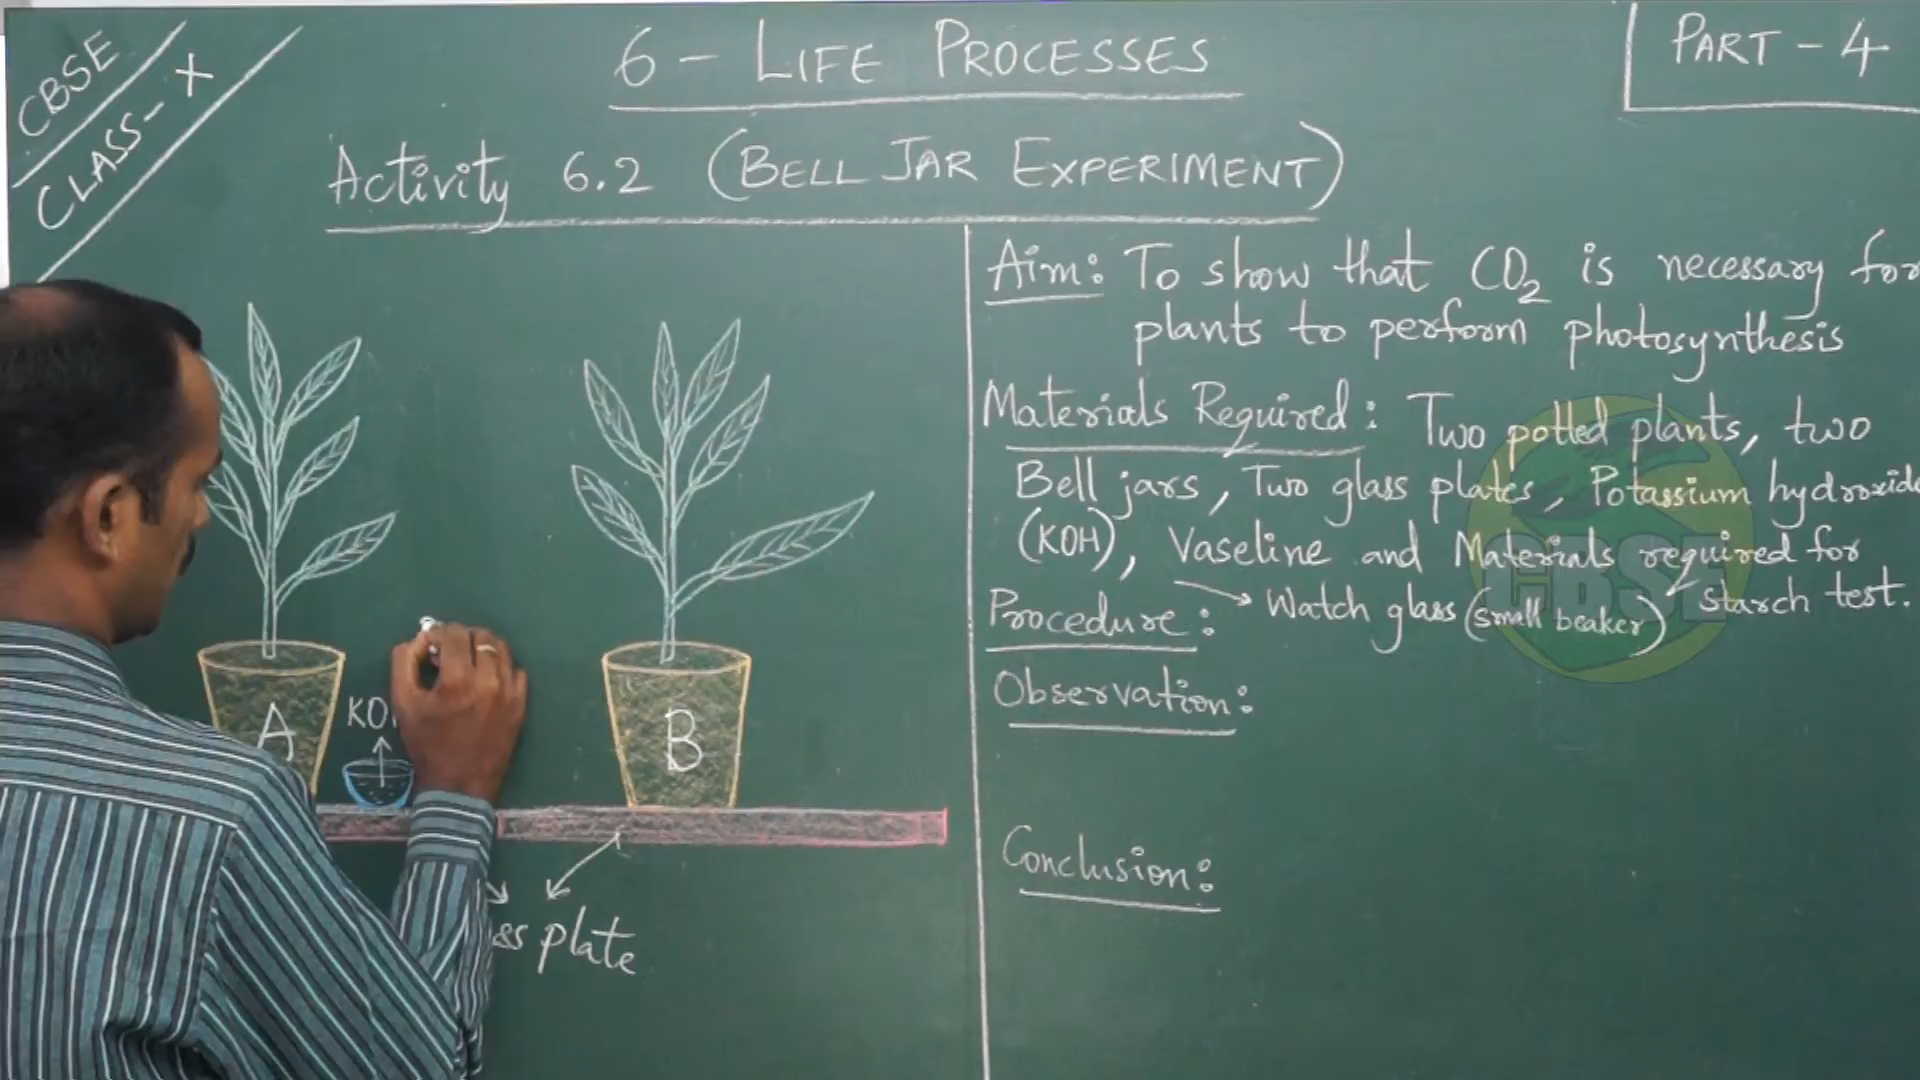 CBSE
CLASS- X
6 - LIFE PROCESSES
PART - 4
Activity 6.2 (BELL JAR EXPERIMENT)
Aim: To show that CO2 is necessary for
plants to perform photosynthesis
Materials Required: Two potted plants, two
Bell jars, Two glass plates, Potassium hydroxide
(KOH), Vaseline and Materials required for
starch test.
Watch glass (small beaker)
Procedure:
Observation:
Conclusion:
A
KO
B
ss plate
CBSE